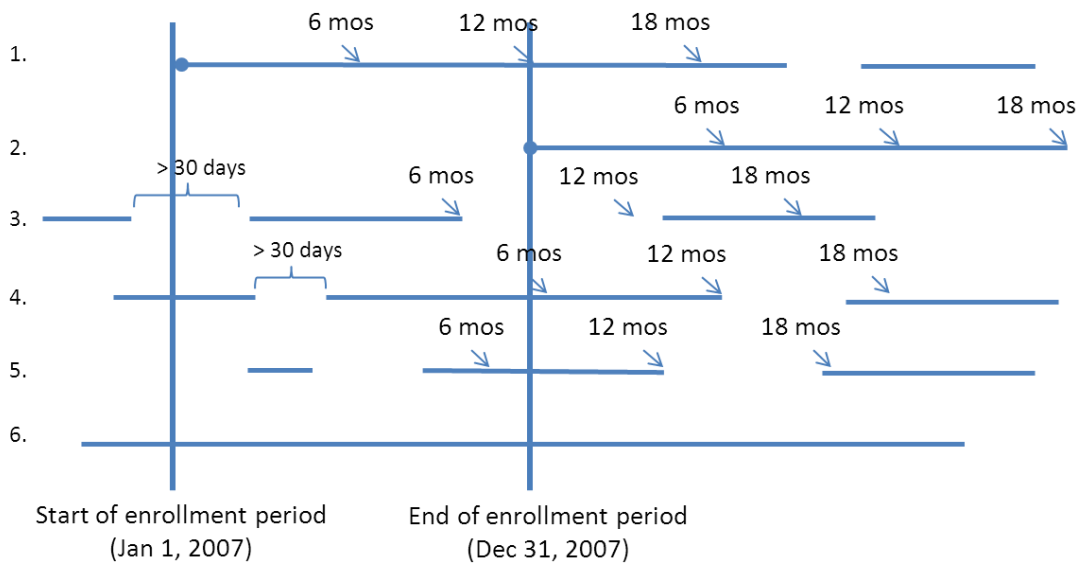 6 mos 12 mos 18 mos
1.
6 mos 12 mos 18 mos
2.
> 30 days
6 mos 12 mos 18 mos
3.
> 30 days 6 mos 12 mos 18 mos
4.
6 mos 12 mos 18 mos
5.
6.
Start of enrollment period
(Jan 1, 2007)
End of enrollment period
(Dec 31, 2007)